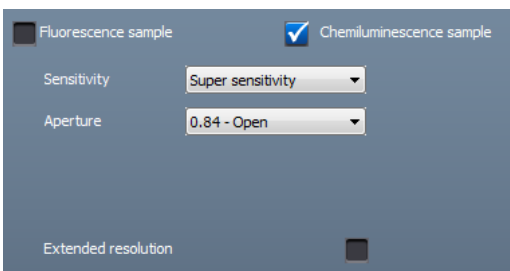 Fluorescence sample Chemiluminescence sample
Sensitivity Super sensitivity
Aperture 0.84 - Open
Extended resolution